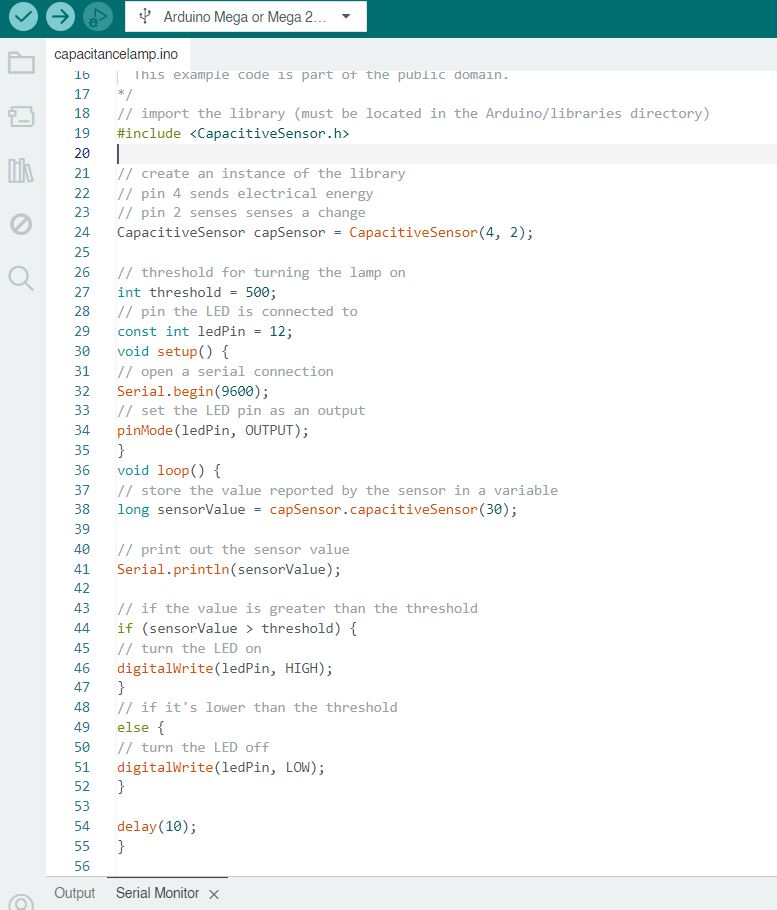 Arduino Mega or Mega 2...
capacitancelamp.ino
16 This example code is part of the public domain.
17 */
18 // import the library (must be located in the Arduino/libraries directory)
19 #include <CapacitiveSensor.h>
20
21 // create an instance of the library
22 // pin 4 sends electrical energy
23 // pin 2 senses senses a change
24 CapacitiveSensor capSensor = CapacitiveSensor(4, 2);
25
26 // threshold for turning the lamp on
27 int threshold = 500;
28 // pin the LED is connected to
29 const int ledPin = 12;
30 void setup() {
31 // open a serial connection
32 Serial.begin(9600);
33 // set the LED pin as an output
34 pinMode(ledPin, OUTPUT);
35 }
36 void loop() {
37 // store the value reported by the sensor in a variable
38 long sensorValue = capSensor.capacitiveSensor(30);
39
40 // print out the sensor value
41 Serial.println(sensorValue);
42
43 // if the value is greater than the threshold
44 if (sensorValue > threshold) {
45 // turn the LED on
46 digitalWrite(ledPin, HIGH);
47 }
48 // if it's lower than the threshold
49 else {
50 // turn the LED off
51 digitalWrite(ledPin, LOW);
52 }
53
54 delay(10);
55 }
56
Output Serial Monitor ×